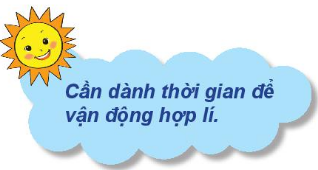 Cần dành thời gian để
vận động hợp lí.